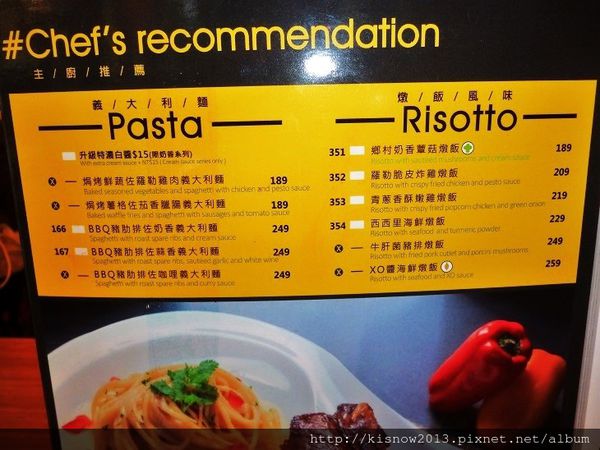 #Chef's recommendation
主/廚/推/薦
義/大/利/麵
Pasta
升級特濃白醬$15(限奶醬系列)
With extra cream sauce + NT$15 ( Cream sauce series only )
焗烤鮮蔬佐羅勒雞肉義大利麵 189
Baked seasoned vegetables and spaghetti with chicken and pesto sauce
焗烤薯格佐茄香臘腸義大利麵 189
Baked waffle fries and spaghetti with sausages and tomato sauce
166 BBQ豬肋排佐奶香義大利麵 249
Spaghetti with roast spare ribs and cream sauce
167 BBQ豬肋排佐蒜香義大利麵 249
Spaghetti with roast spare ribs, sauteed garlic and white wine
BBQ豬肋排佐咖哩義大利麵 249
Spaghetti with roast spare ribs and curry sauce
燉/飯/風/味
Risotto
351 鄉村奶香蕈菇燉飯 189
Risotto with sauteed mushrooms and cream sauce
352 羅勒脆皮炸雞燉飯 209
Risotto with crispy fried chicken and pesto sauce
353 青蔥香酥嫩雞燉飯 219
Risotto with crispy fried popcorn chicken and green onion
354 西西里海鮮燉飯 229
Risotto with seafood and turmeric powder
牛肝菌豬排燉飯 249
Risotto with fried pork cutlet and porcini mushrooms
XO醬海鮮燉飯 259
Risotto with seafood and XO sauce
http://kisnow2013.pixnet.net/album